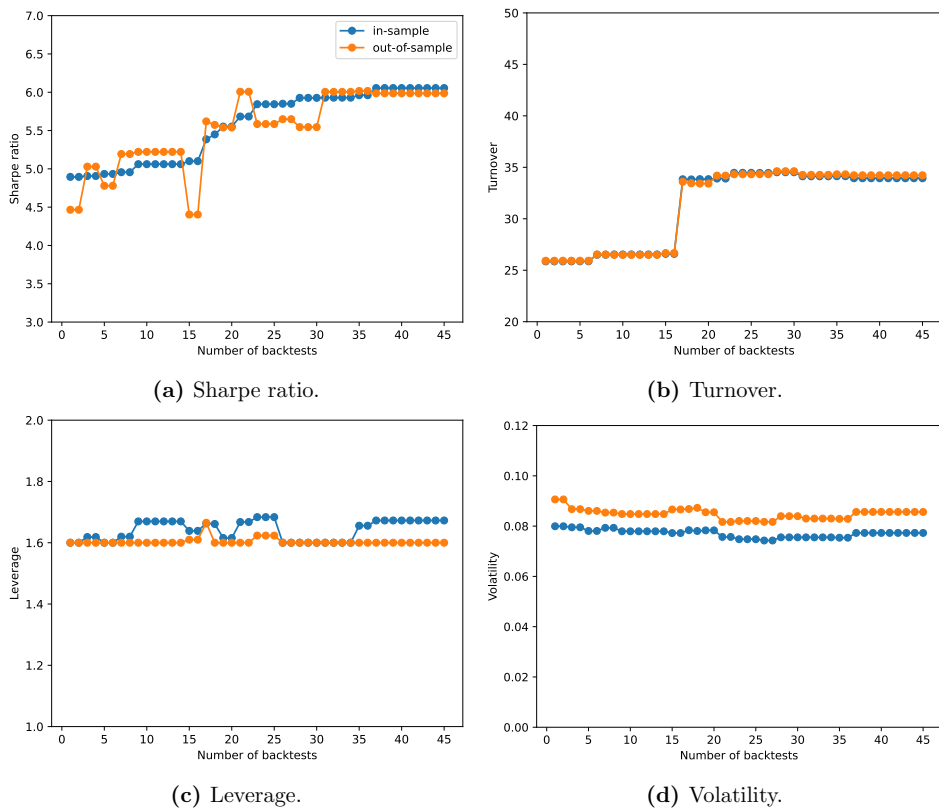 7.0
6.5
6.0
5.5
5.0
4.5
4.0
3.5
3.0
Sharpe ratio
in-sample
out-of-sample
0 5 10 15 20 25 30 35 40 45
Number of backtests
(a) Sharpe ratio.
50
45
40
35
30
25
20
Turnover
0 5 10 15 20 25 30 35 40 45
Number of backtests
(b) Turnover.
2.0
1.8
1.6
1.4
1.2
1.0
Leverage
0 5 10 15 20 25 30 35 40 45
Number of backtests
(c) Leverage.
0.12
0.10
0.08
0.06
0.04
0.02
0.00
Volatility
0 5 10 15 20 25 30 35 40 45
Number of backtests
(d) Volatility.